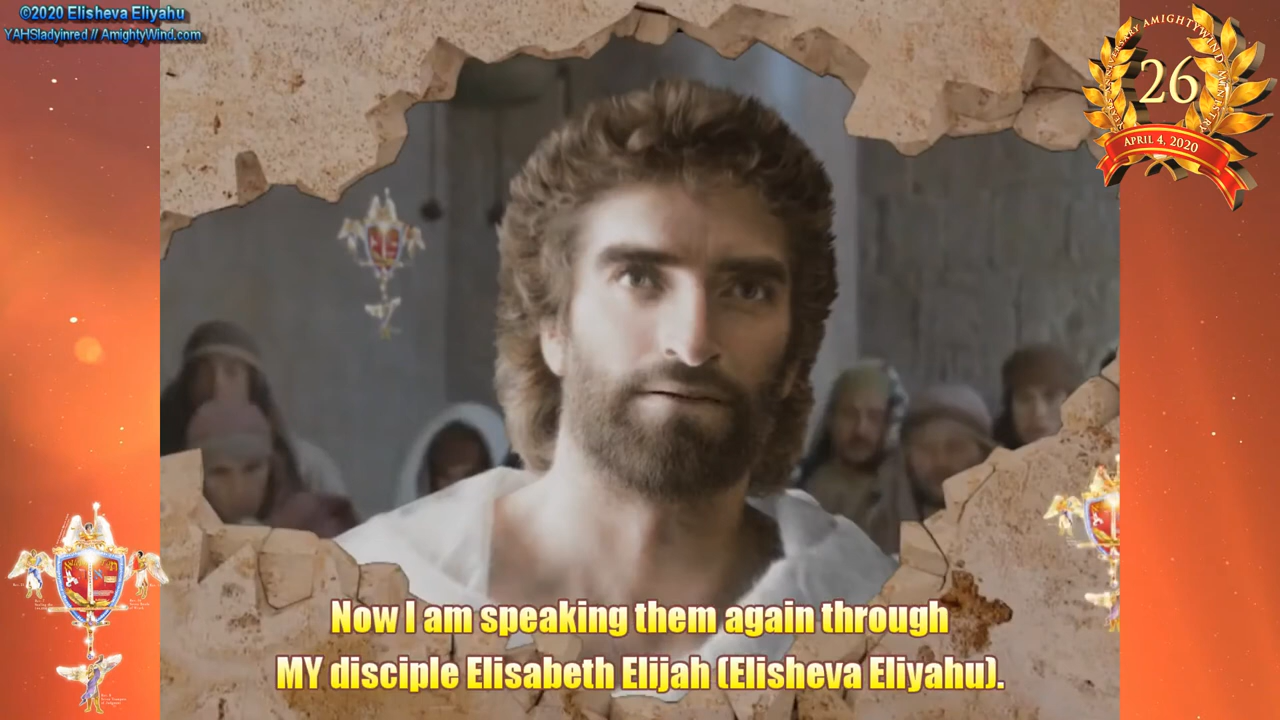 ©2020 Elisheva Eliyahu
YAHSladyinred // AmightyWind.com
26
APRIL 4, 2020
Now I am speaking them again through
MY disciple Elisabeth Elijah (Elisheva Eliyahu).